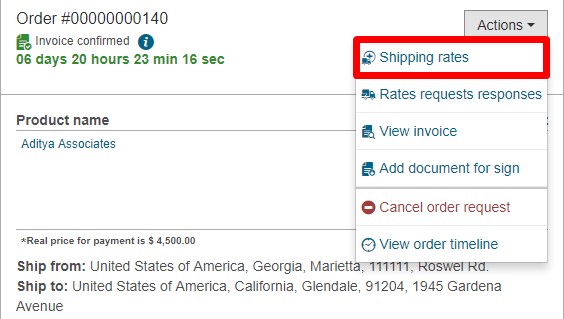 Order #00000000140
Actions
Invoice confirmed
06 days 20 hours 23 min 16 sec
Shipping rates
Rates requests responses
View invoice
Add document for sign
Cancel order request
View order timeline
Product name
Aditya Associates
*Real price for payment is $ 4,500.00
Ship from: United States of America, Georgia, Marietta, 111111, Roswel Rd.
Ship to: United States of America, California, Glendale, 91204, 1945 Gardena
Avenue